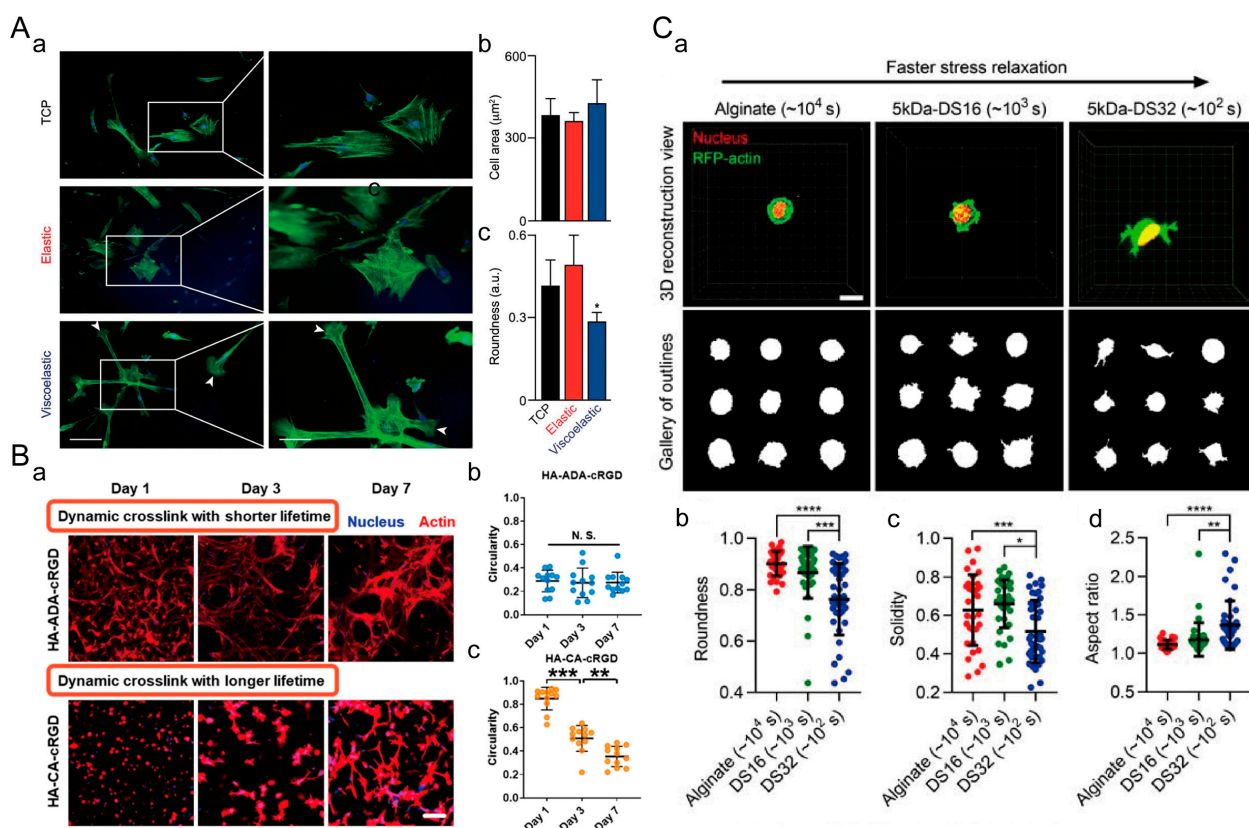 A
a
TCP
Elastic
Viscoelastic
c
b
600
300
0
Cell area (μm²)
c
0.6
0.3
0
Roundness (a.u.)
*
TCP
Elastic
Viscoelastic
B
a
Day 1
Day 3
Day 7
Dynamic crosslink with shorter lifetime
Nucleus
Actin
HA-ADA-cRGD
Dynamic crosslink with longer lifetime
HA-CA-cRGD
b
HA-ADA-cRGD
1.0
0.8
0.6
0.4
0.2
0.0
Circularity
N. S.
Day 1
Day 3
Day 7
c
HA-CA-cRGD
*** **
1.0
0.8
0.6
0.4
0.2
0.0
Circularity
Day 1
Day 3
Day 7
C
a
Faster stress relaxation
Alginate (~10⁴ s)
5kDa-DS16 (~10³ s)
5kDa-DS32 (~10² s)
3D reconstruction view
Nucleus
RFP-actin
Gallery of outlines
b
****
***
1.0
0.8
0.6
0.4
Roundness
Alginate (~10⁴ s)
DS16 (~10³ s)
DS32 (~10² s)
c
***
*
1.0
0.8
0.6
0.4
0.2
Solidity
Alginate (~10⁴ s)
DS16 (~10³ s)
DS32 (~10² s)
d
****
**
2.5
2.0
1.5
1.0
0.5
Aspect ratio
Alginate (~10⁴ s)
DS16 (~10³ s)
DS32 (~10² s)